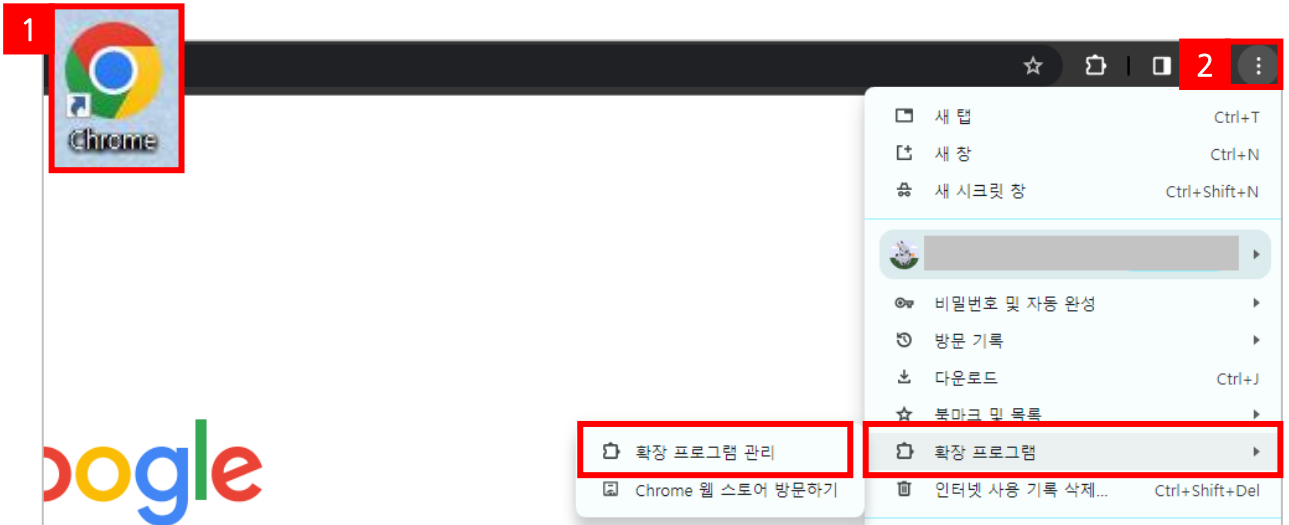 1
Chrome
2
새 탭 Ctrl+T
새 창 Ctrl+N
새 시크릿 창 Ctrl+Shift+N
비밀번호 및 자동 완성
방문 기록
다운로드 Ctrl+J
북마크 및 목록
확장 프로그램
확장 프로그램 관리
Chrome 웹 스토어 방문하기
인터넷 사용 기록 삭제... Ctrl+Shift+Del
oogle